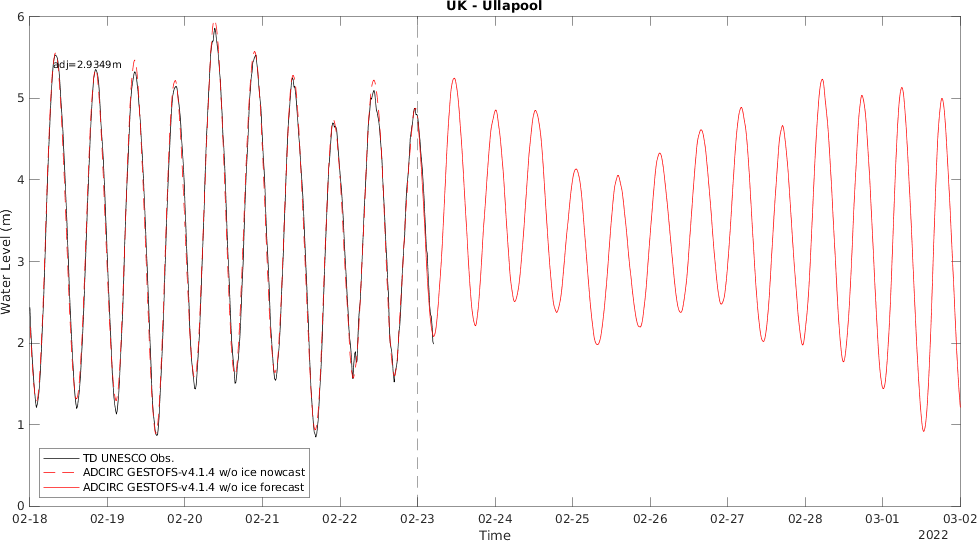 UK - Ullapool
6
adj=2.9349m
5
4
3
2
1
0
Water Level (m)
TD UNESCO Obs.
ADCIRC GESTOFS-v4.1.4 w/o ice nowcast
ADCIRC GESTOFS-v4.1.4 w/o ice forecast
02-18 02-19 02-20 02-21 02-22 02-23 02-24 02-25 02-26 02-27 02-28 03-01 03-02
Time
2022